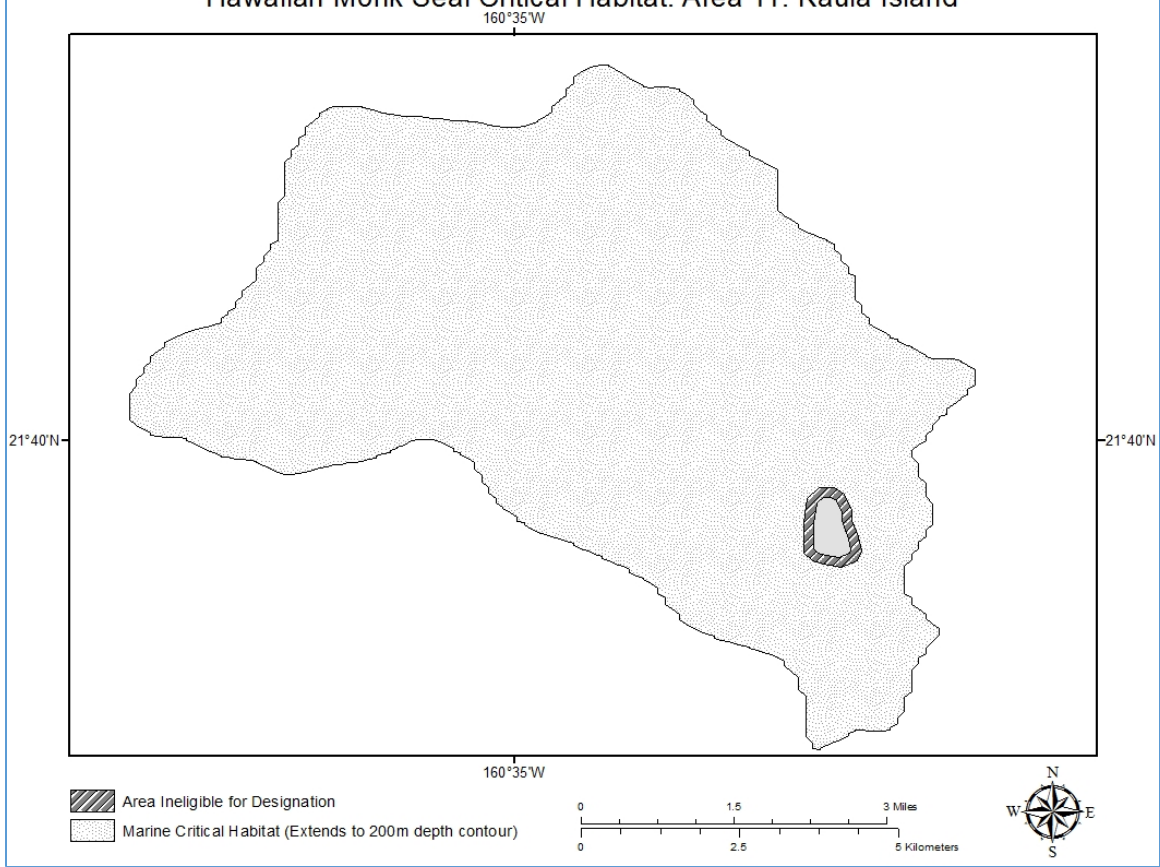 Hawaiian Monk Seal Critical Habitat: Area 11: Kaula Island
160°35'W
21°40'N
21°40'N
160°35'W
Area Ineligible for Designation
Marine Critical Habitat (Extends to 200m depth contour)
0 1.5 3 Miles
0 2.5 5 Kilometers
N
W E
S